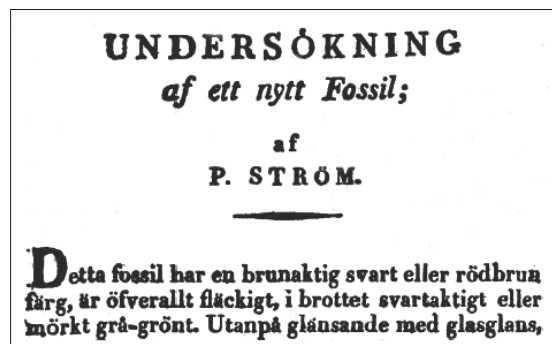 UNDERSÖKNING
af ett nytt Fossil;
af
P. STRÖM.
Detta fossil har en brunaktig svart eller rödbrun
färg, är öfverallt fläckigt, i brottet svartaktigt eller
mörkt grå-grönt. Utanpå glänsande med glasglans,